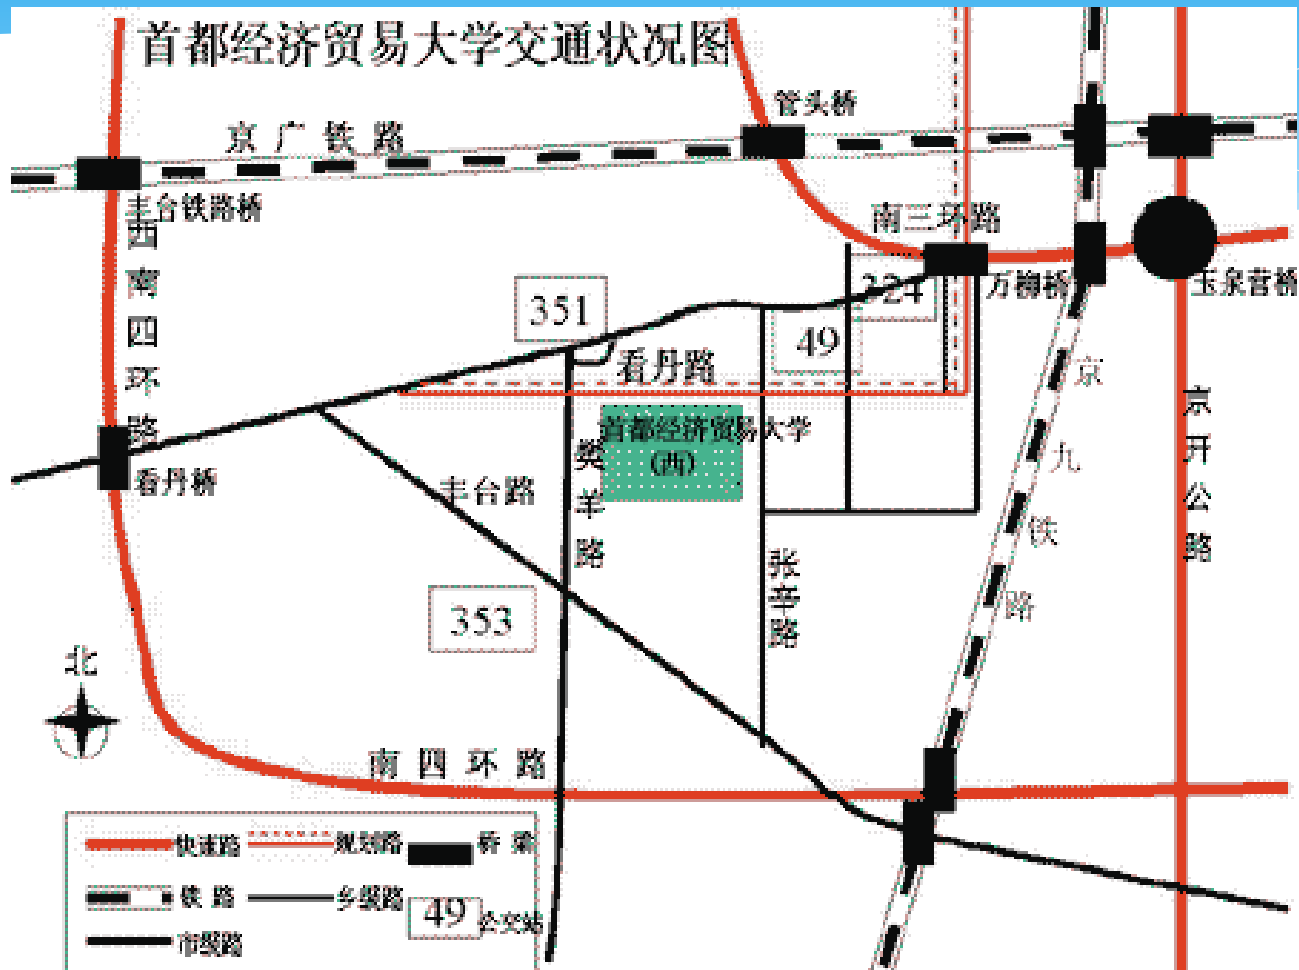 首都经济贸易大学交通状况图
管头桥
京广铁路
丰台铁路桥
南三环路
西南四环路
万柳桥
玉泉营桥
351
324
49
看丹路
京九铁路
京开公路
首都经济贸易大学
(西)
樊羊路
看丹桥
丰台路
张辛路
353
北
南四环路
快速路
规划路
桥梁
铁路
乡级路
49
公交站
市级路